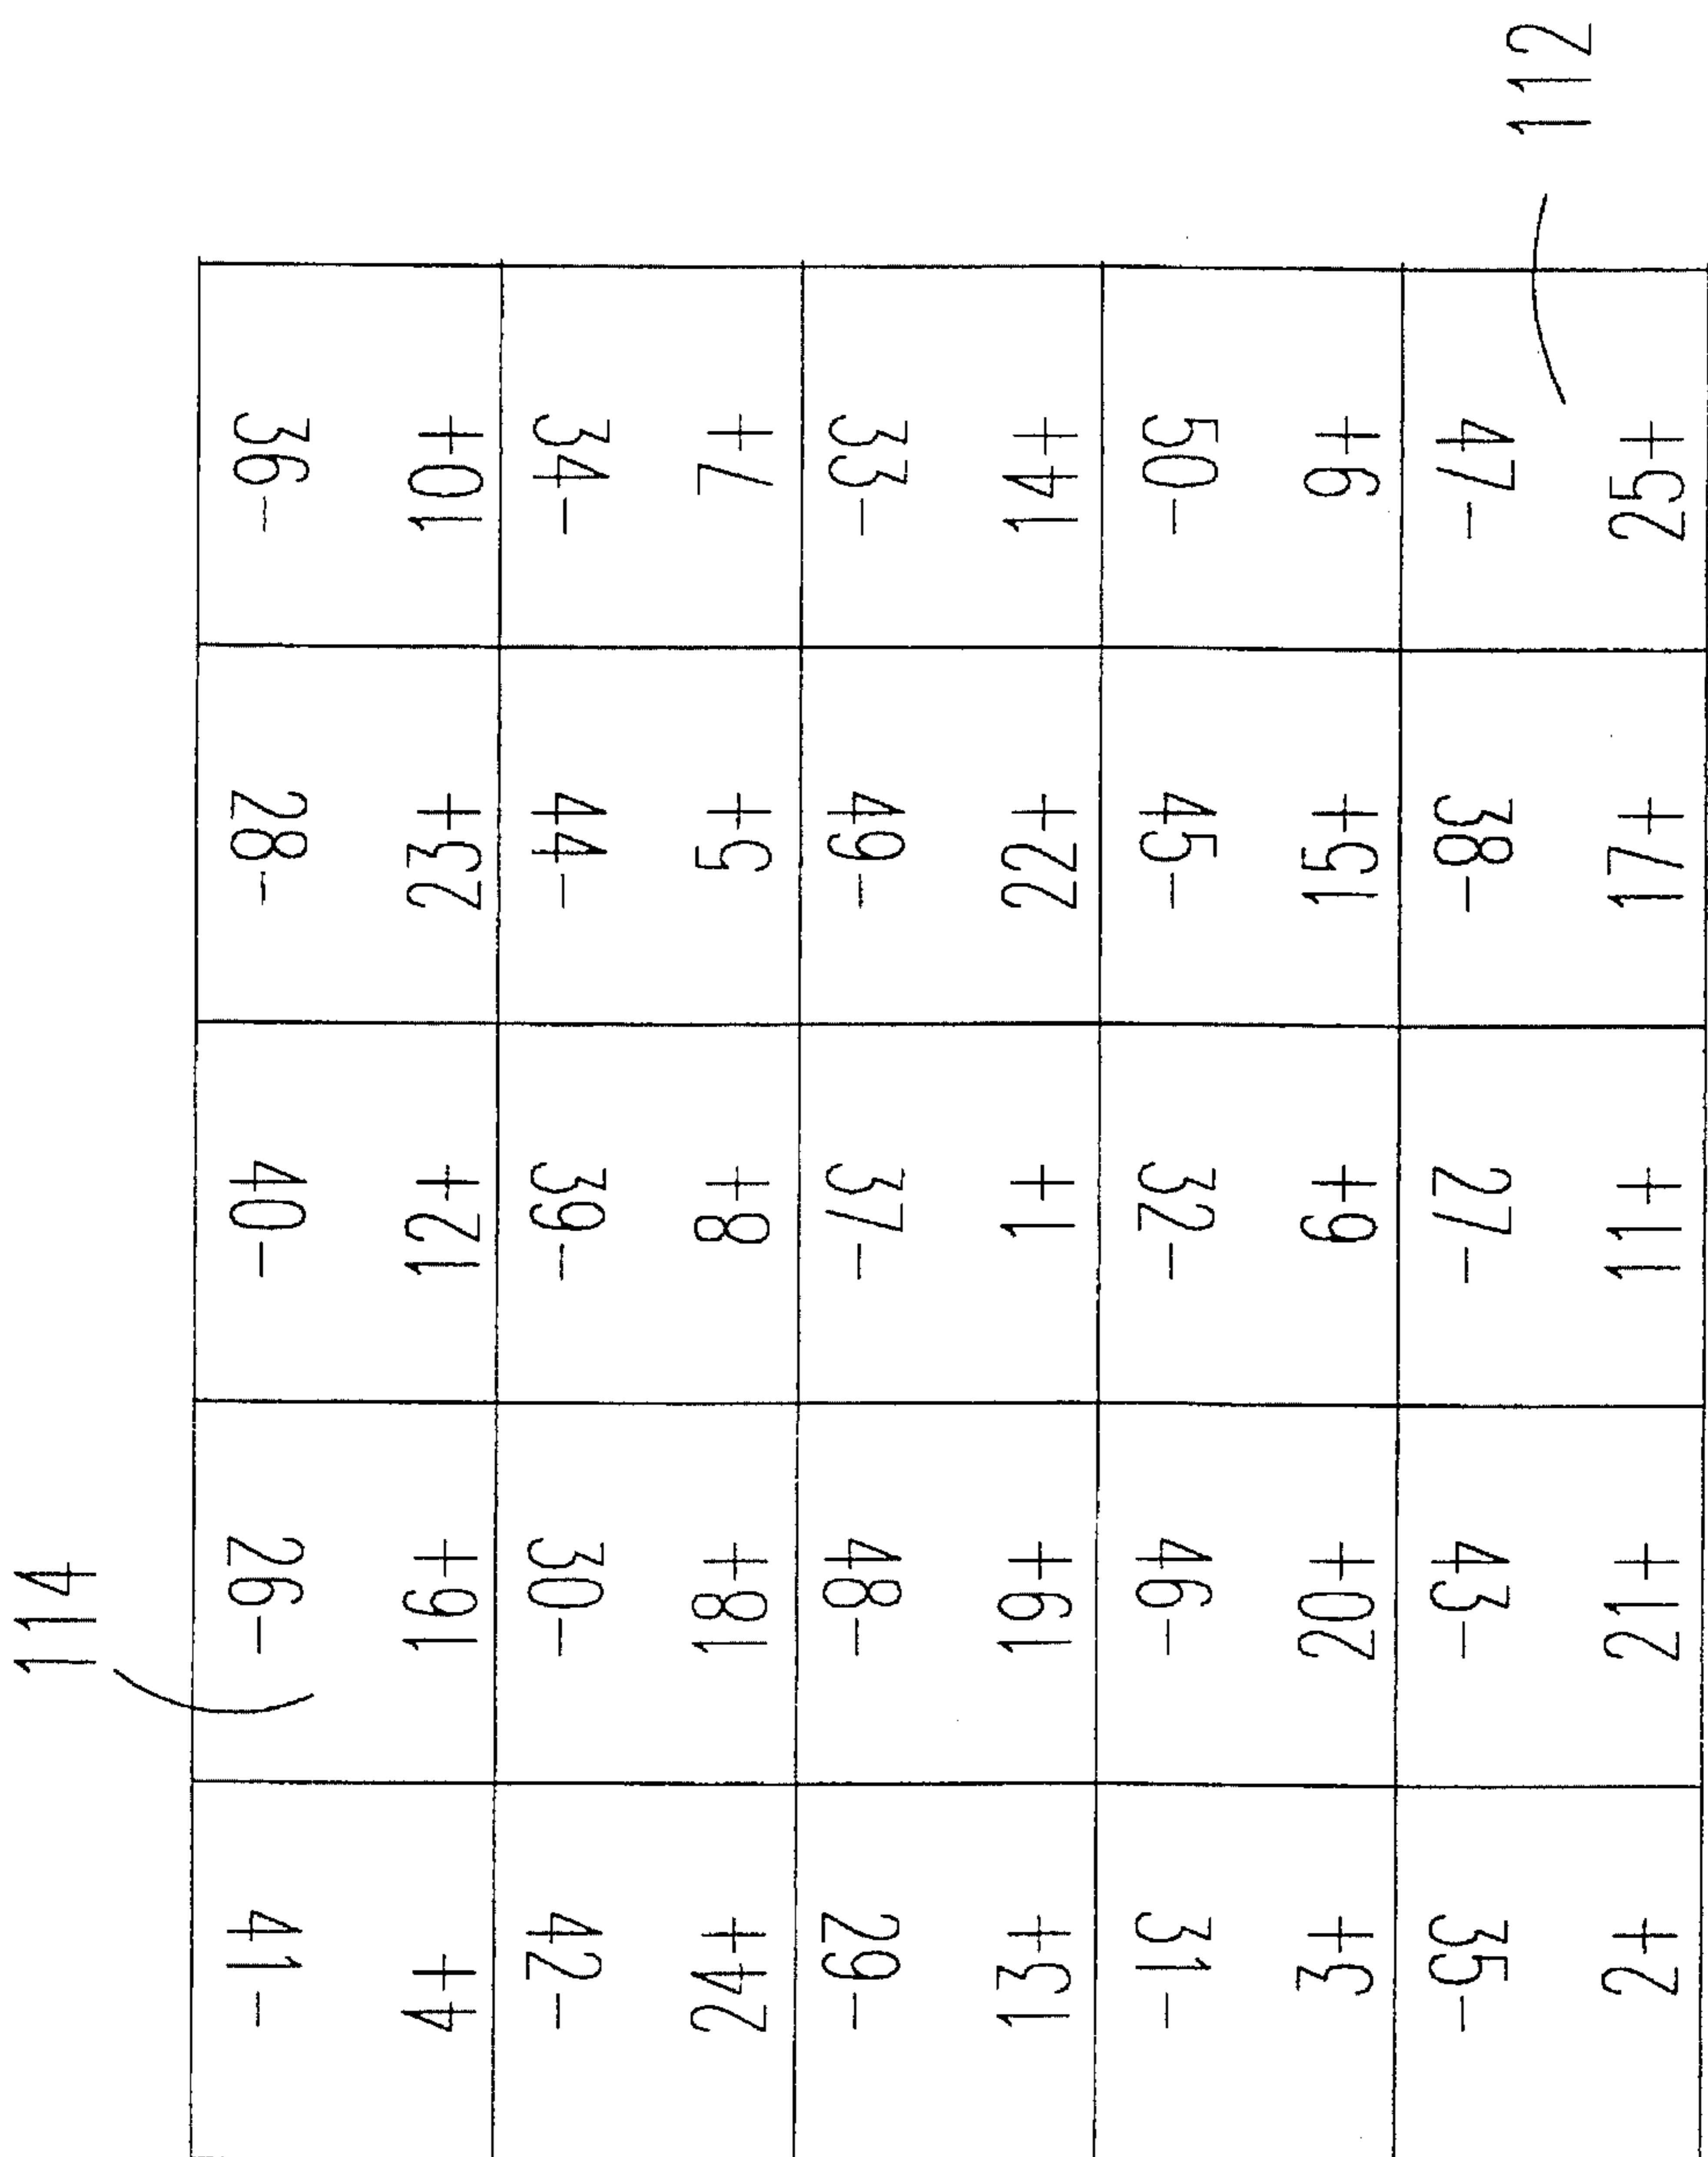 114
41- 26- 40- 28- 36-
4+ 16+ 12+ 23+ 10+
42- 30- 39- 44- 34-
24+ 18+ 8+ 5+ 7+
29- 48- 37- 49- 33-
13+ 19+ 1+ 22+ 14+
31- 46- 32- 45- 50-
3+ 20+ 9+ 15+ 6+
35- 43- 27- 38- 47-
2+ 21+ 11+ 17+ 25+
112